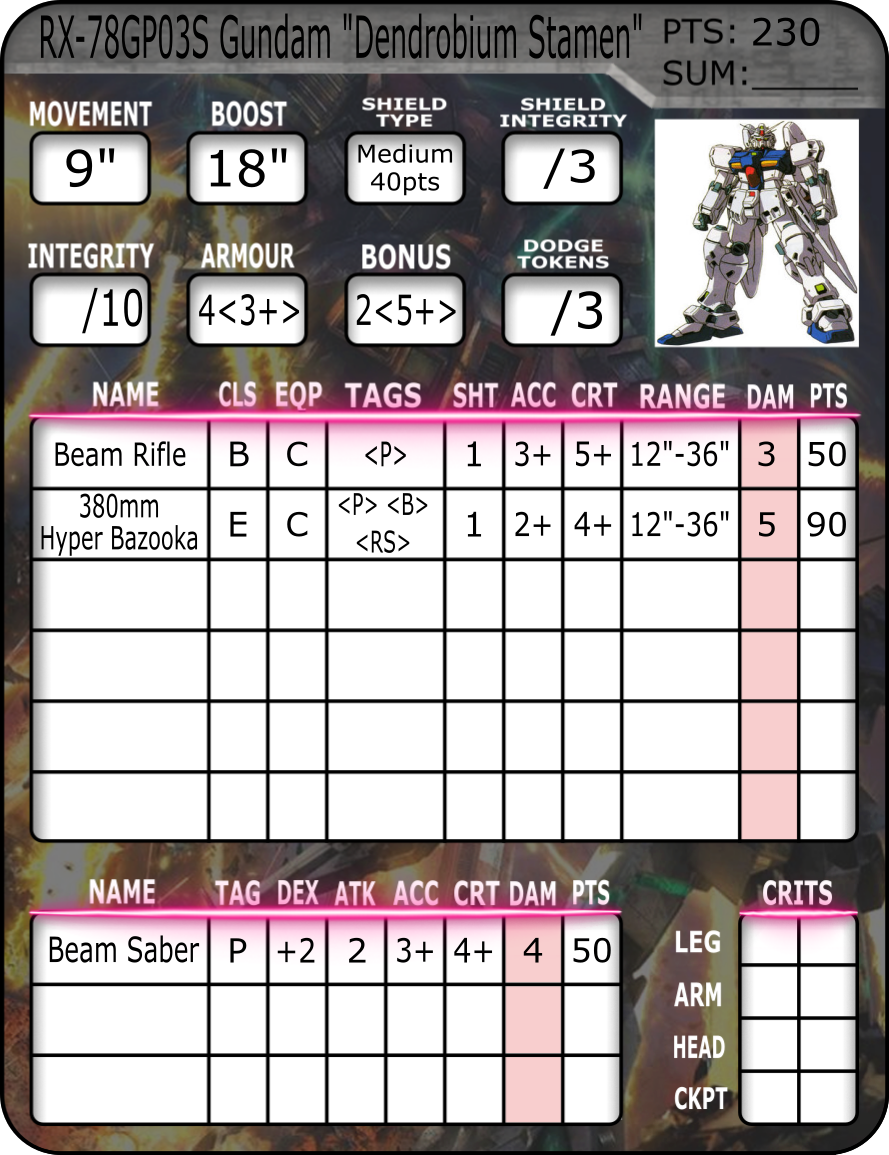 RX-78GP03S Gundam "Dendrobium Stamen"
PTS: 230
SUM:______
MOVEMENT BOOST SHIELD TYPE SHIELD INTEGRITY
9" 18" Medium 40pts /3
INTEGRITY ARMOUR BONUS DODGE TOKENS
/10 4<3+> 2<5+> /3
NAME CLS EQP TAGS SHT ACC CRT RANGE DAM PTS
Beam Rifle B C <P> 1 3+ 5+ 12"-36" 3 50
380mm Hyper Bazooka E C <P> <B> <RS> 1 2+ 4+ 12"-36" 5 90
NAME TAG DEX ATK ACC CRT DAM PTS
Beam Saber P +2 2 3+ 4+ 4 50
CRITS
LEG
ARM
HEAD
CKPT